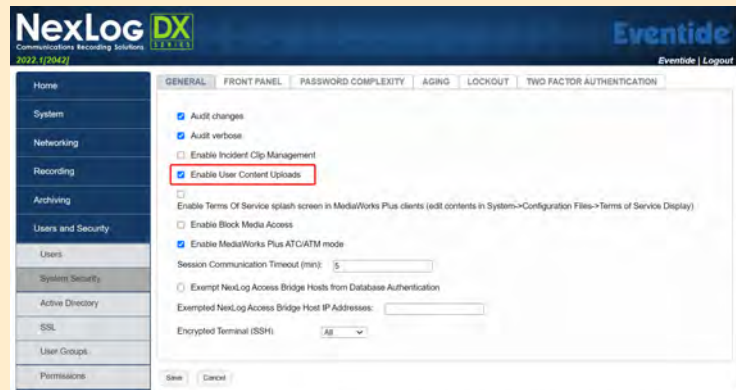 NexLog DX
Communications Recording Solutions SERIES
Eventide
2022.1[2042]
Eventide | Logout
Home
System
Networking
Recording
Archiving
Users and Security
Users
System Security
Active Directory
SSL
User Groups
Permissions
GENERAL FRONT PANEL PASSWORD COMPLEXITY AGING LOCKOUT TWO FACTOR AUTHENTICATION
Audit changes
Audit verbose
Enable Incident Clip Management
Enable User Content Uploads
Enable Terms Of Service splash screen in MediaWorks Plus clients (edit contents in System->Configuration Files->Terms of Service Display)
Enable Block Media Access
Enable MediaWorks Plus ATC/ATM mode
Session Communication Timeout (min): 5
Exempt NexLog Access Bridge Hosts from Database Authentication
Exempted NexLog Access Bridge Host IP Addresses:
Encrypted Terminal (SSH) All
Save Cancel